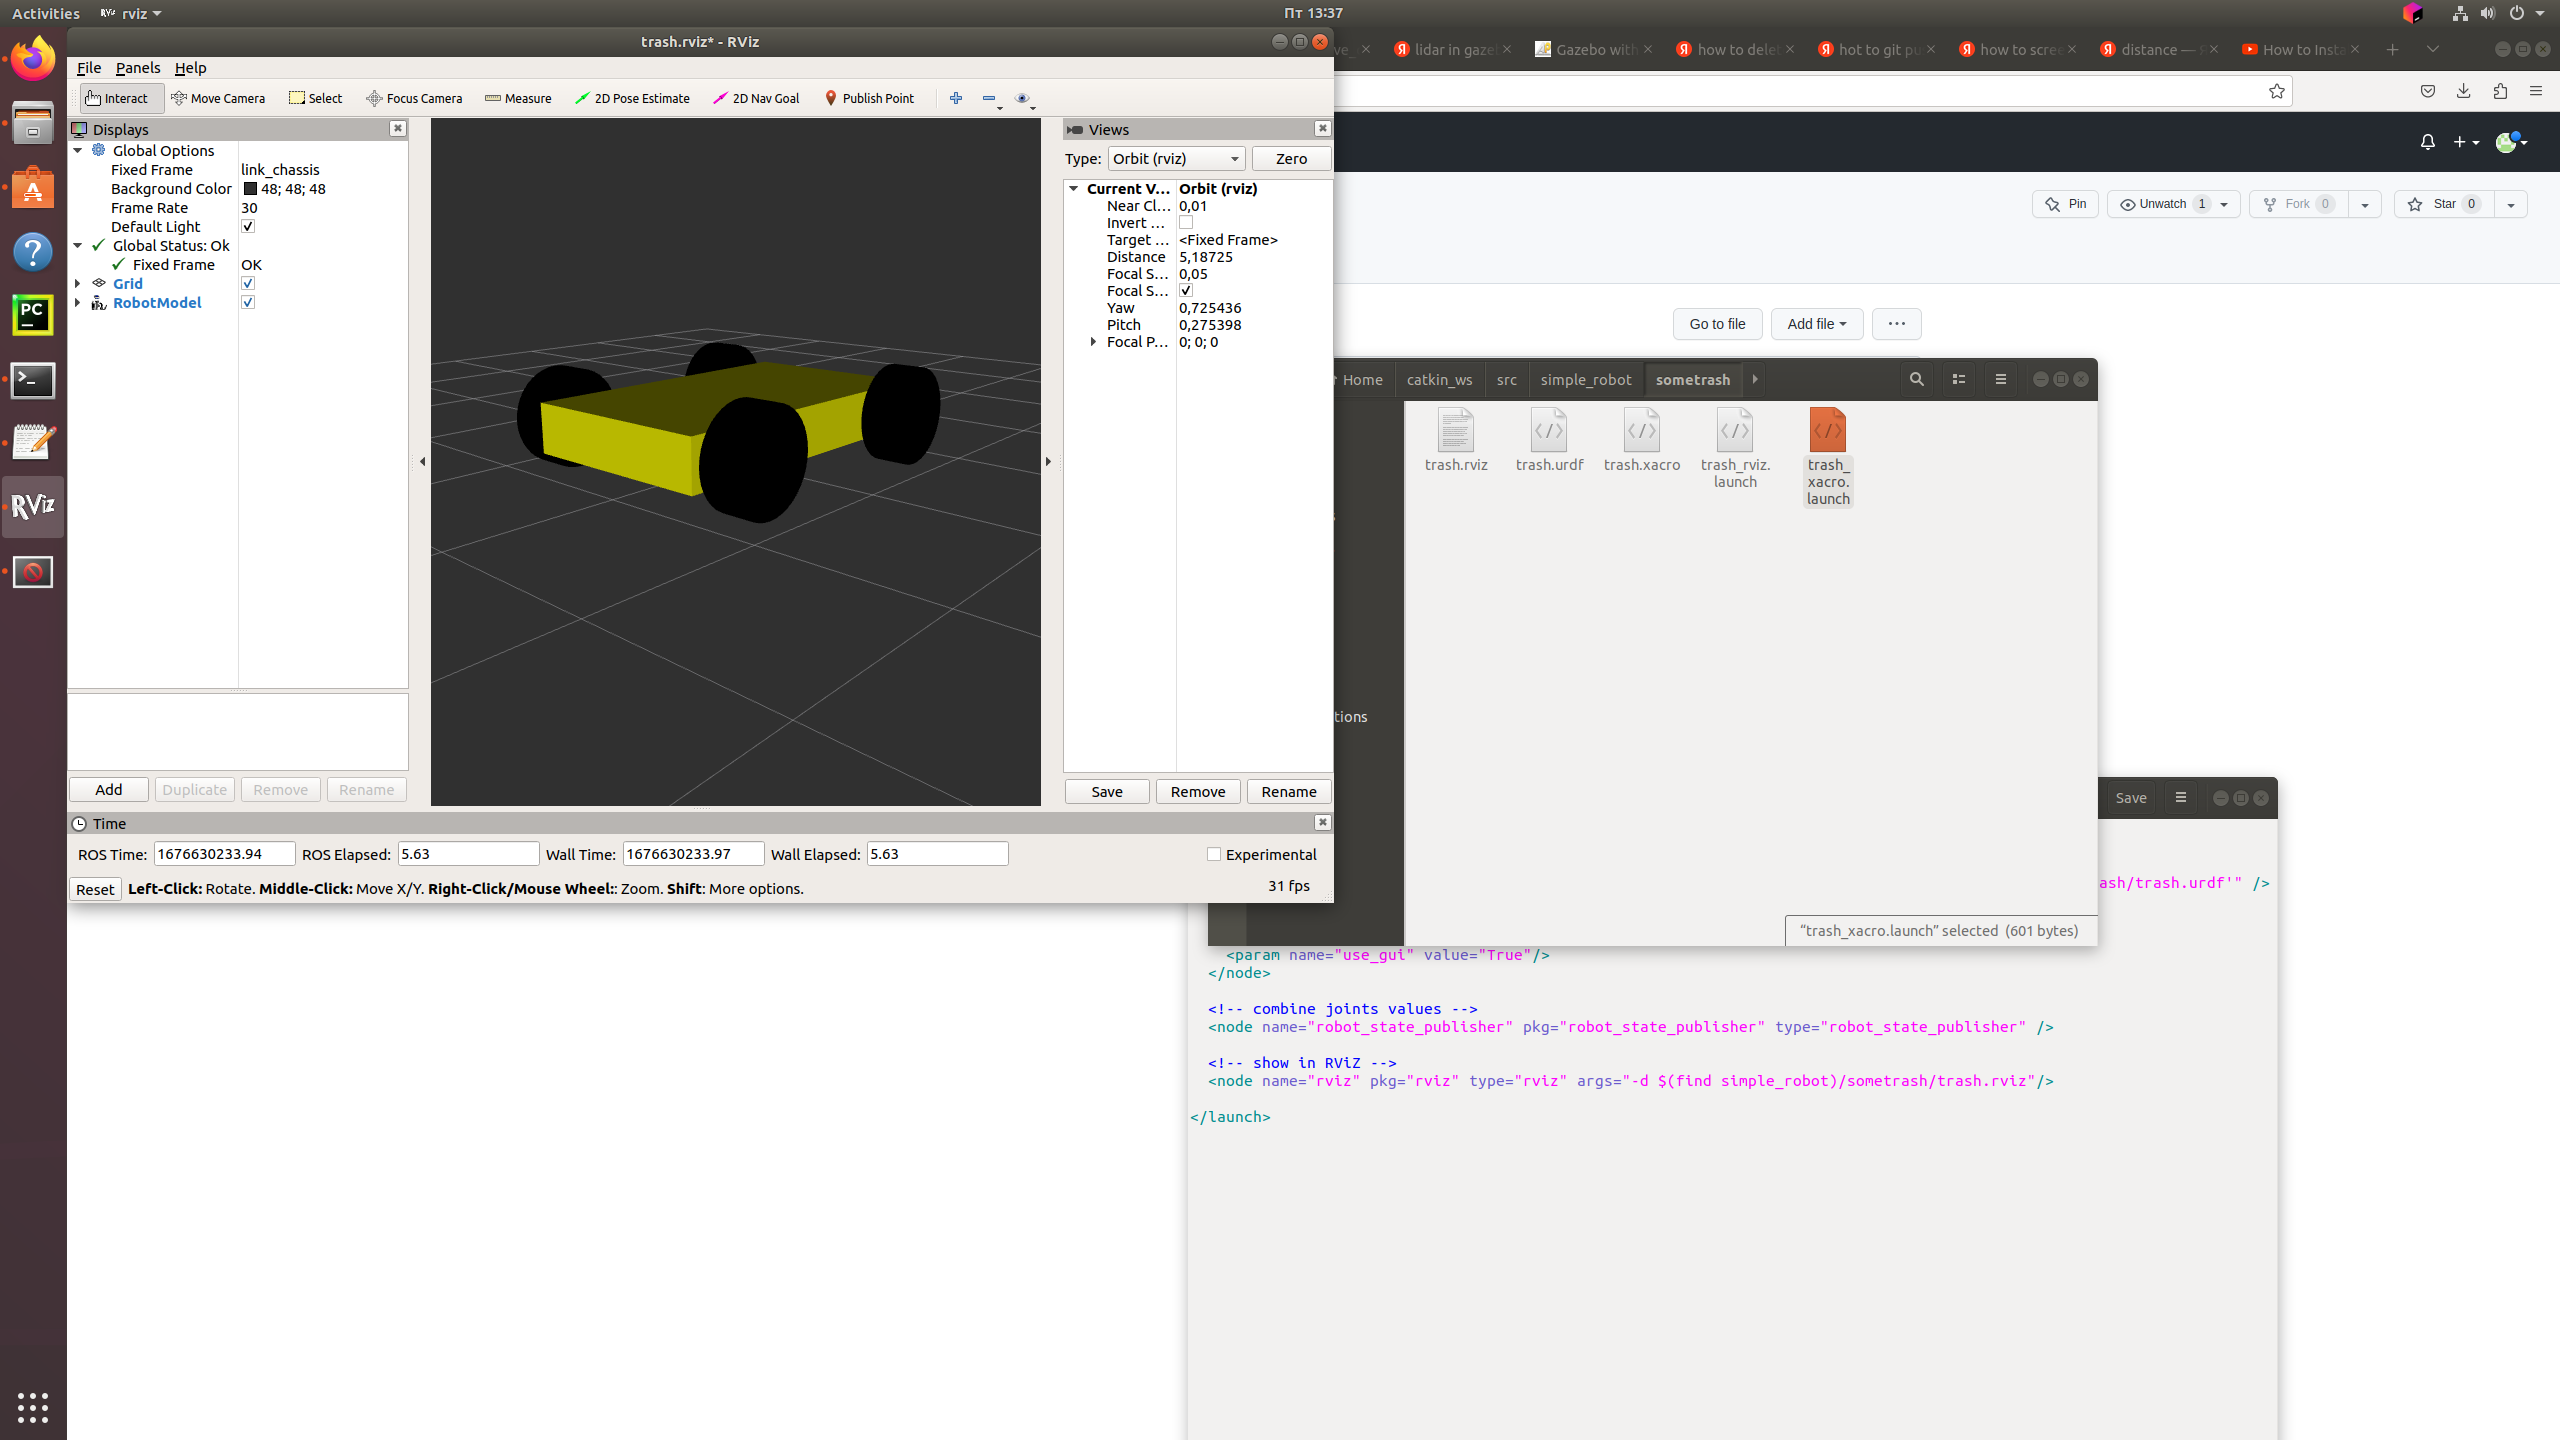 Activities
rviz
Пт 13:37
trash.rviz* - RViz
lidar in gazel
Gazebo with
how to delet
hot to git pu
how to scree
distance —
How to Insta
File Panels Help
Interact Move Camera Select Focus Camera Measure 2D Pose Estimate 2D Nav Goal Publish Point
Displays
Global Options
Fixed Frame link_chassis
Background Color 48; 48; 48
Frame Rate 30
Default Light
Global Status: Ok
Fixed Frame OK
Grid
RobotModel
Add Duplicate Remove Rename
Views
Type: Orbit (rviz) Zero
Current V... Orbit (rviz)
Near Cl... 0,01
Invert ...
Target ... <Fixed Frame>
Distance 5,18725
Focal S... 0,05
Focal S...
Yaw 0,725436
Pitch 0,275398
Focal P... 0; 0; 0
Save Remove Rename
Time
ROS Time: 1676630233.94 ROS Elapsed: 5.63 Wall Time: 1676630233.97 Wall Elapsed: 5.63 Experimental
Reset Left-Click: Rotate. Middle-Click: Move X/Y. Right-Click/Mouse Wheel:: Zoom. Shift: More options. 31 fps
PC
RViz
Pin Unwatch 1 Fork 0 Star 0
Go to file Add file
Home catkin_ws src simple_robot sometrash
trash.rviz
trash.urdf
trash.xacro
trash_rviz.
launch
trash_
xacro.
launch
tions
"trash_xacro.launch" selected (601 bytes)
Save
ash/trash.urdf'" />
<param name="use_gui" value="True"/>
</node>
<!-- combine joints values -->
<node name="robot_state_publisher" pkg="robot_state_publisher" type="robot_state_publisher" />
<!-- show in RViZ -->
<node name="rviz" pkg="rviz" type="rviz" args="-d $(find simple_robot)/sometrash/trash.rviz"/>
</launch>